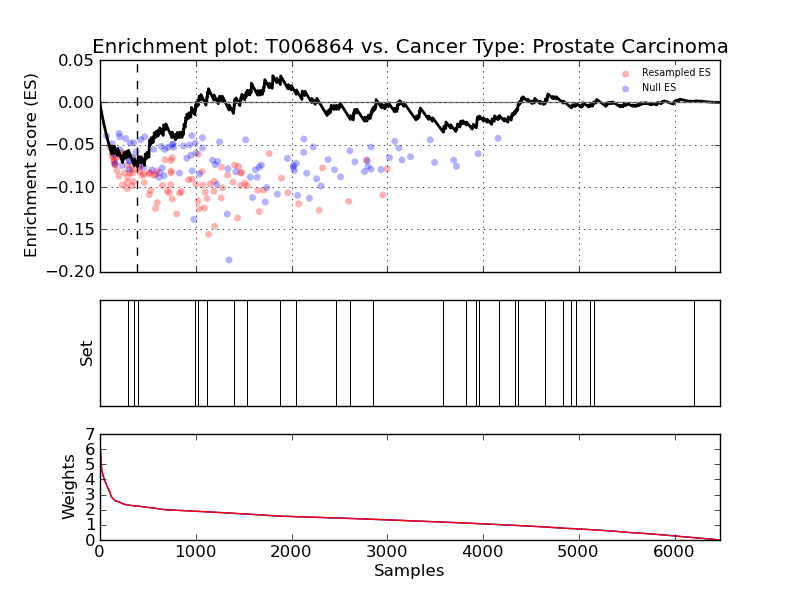 Enrichment plot: T006864 vs. Cancer Type: Prostate Carcinoma
Enrichment score (ES)
0.05
0.00
−0.05
−0.10
−0.15
−0.20
Resampled ES
Null ES
Set
Weights
7
6
5
4
3
2
1
0
0 1000 2000 3000 4000 5000 6000
Samples